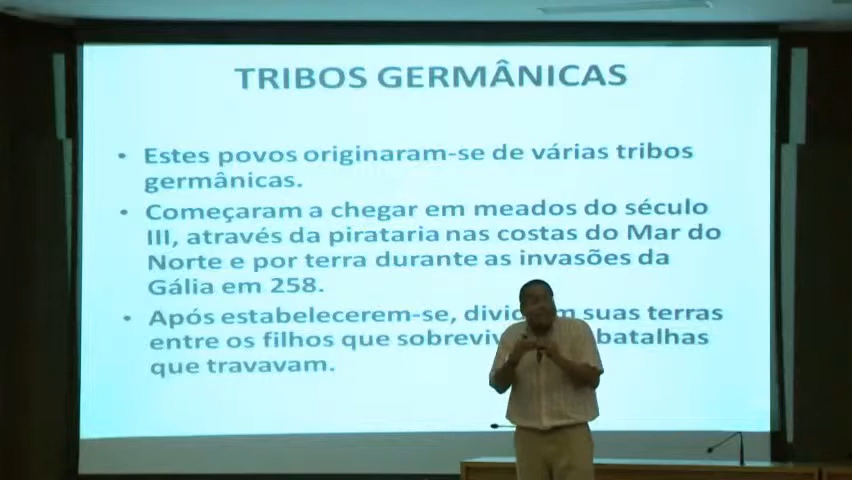 TRIBOS GERMÂNICAS
• Estes povos originaram-se de várias tribos
germânicas.
• Começaram a chegar em meados do século
III, através da pirataria nas costas do Mar do
Norte e por terra durante as invasões da
Gália em 258.
• Após estabelecerem-se, suas terras
entre os filhos que batalhas
que travavam.